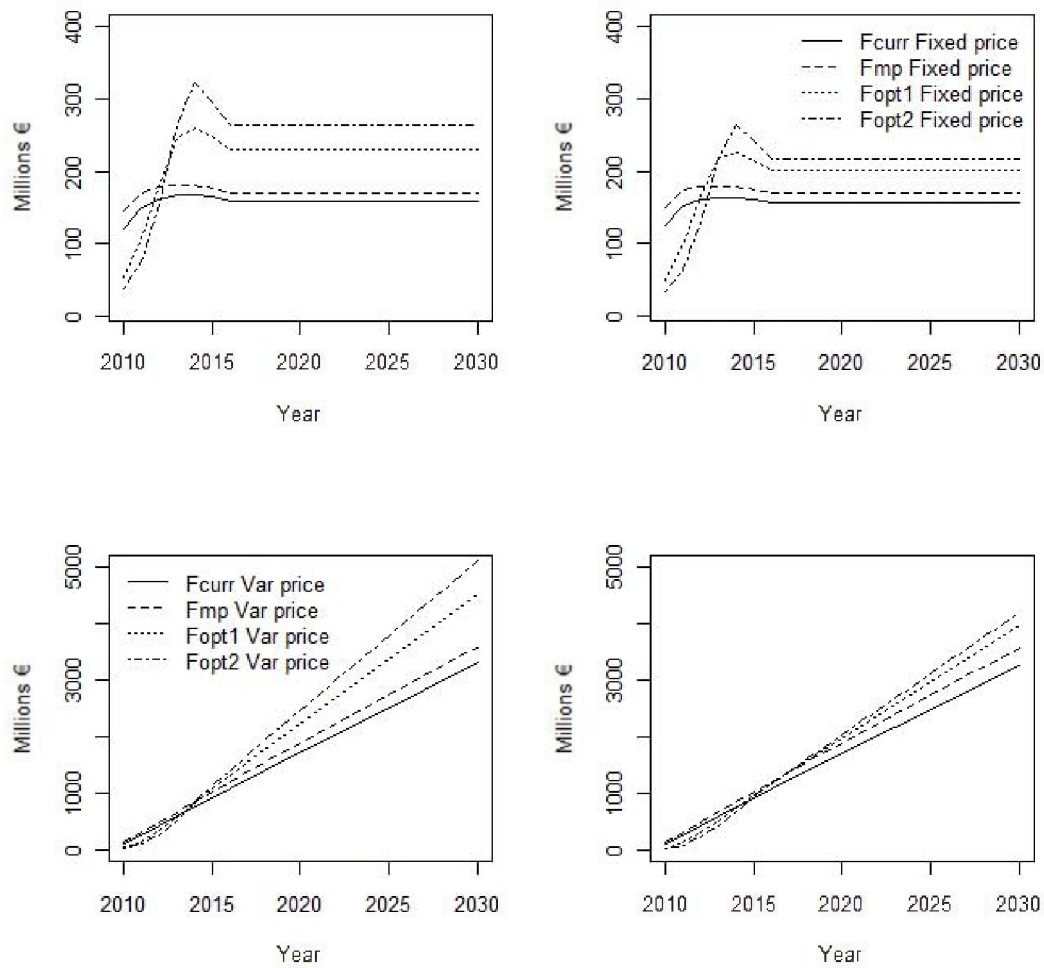 400
300
200
100
0
Millions €
2010 2015 2020 2025 2030
Year
400
300
200
100
0
Millions €
Fcurr Fixed price
Fmp Fixed price
Fopt1 Fixed price
Fopt2 Fixed price
2010 2015 2020 2025 2030
Year
5000
3000
1000
0
Millions €
Fcurr Var price
Fmp Var price
Fopt1 Var price
Fopt2 Var price
2010 2015 2020 2025 2030
Year
5000
3000
1000
0
Millions €
2010 2015 2020 2025 2030
Year